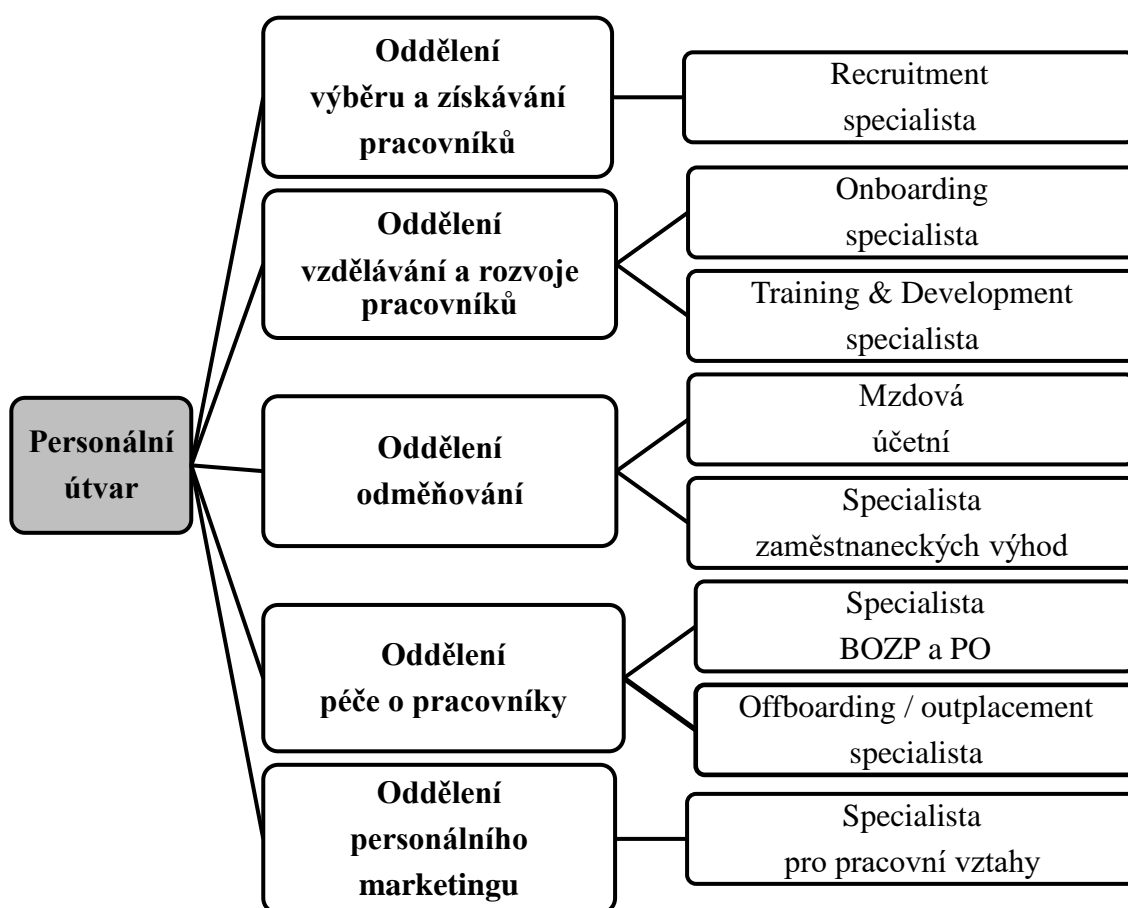 Oddělení
výběru a získávání
pracovníků
Recruitment
specialista
Oddělení
vzdělávání a rozvoje
pracovníků
Onboarding
specialista
Training & Development
specialista
Personální
útvar
Oddělení
odměňování
Mzdová
účetní
Specialista
zaměstnaneckých výhod
Oddělení
péče o pracovníky
Specialista
BOZP a PO
Offboarding / outplacement
specialista
Oddělení
personálního
marketingu
Specialista
pro pracovní vztahy